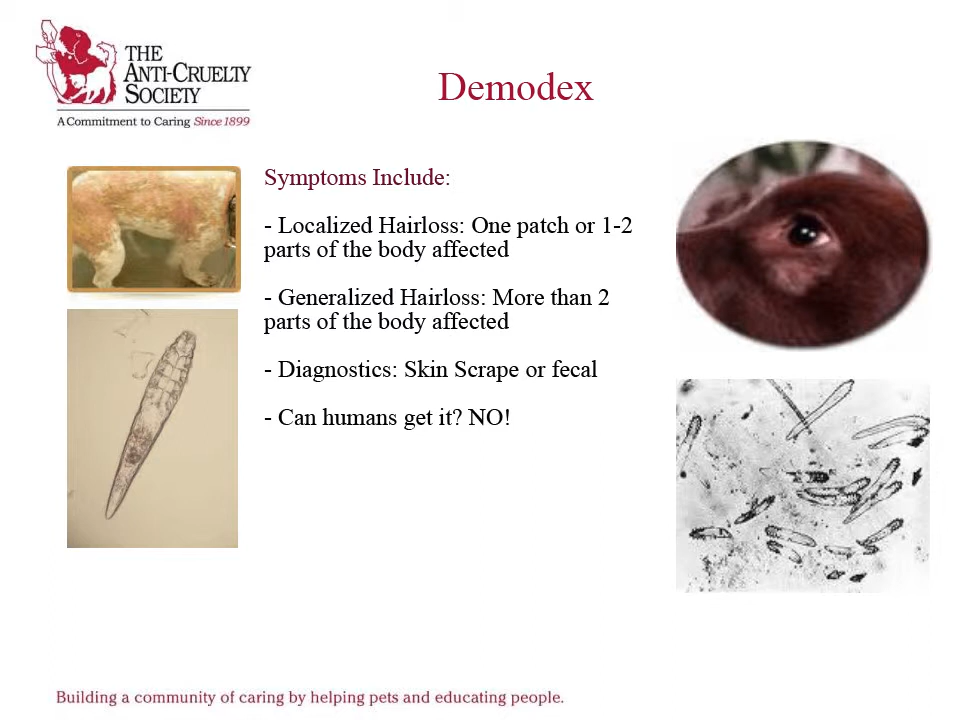 THE
ANTI-CRUELTY
SOCIETY
A Commitment to Caring Since 1899
Demodex
Symptoms Include:
- Localized Hairloss: One patch or 1-2
parts of the body affected
- Generalized Hairloss: More than 2
parts of the body affected
- Diagnostics: Skin Scrape or fecal
- Can humans get it? NO!
Building a community of caring by helping pets and educating people.